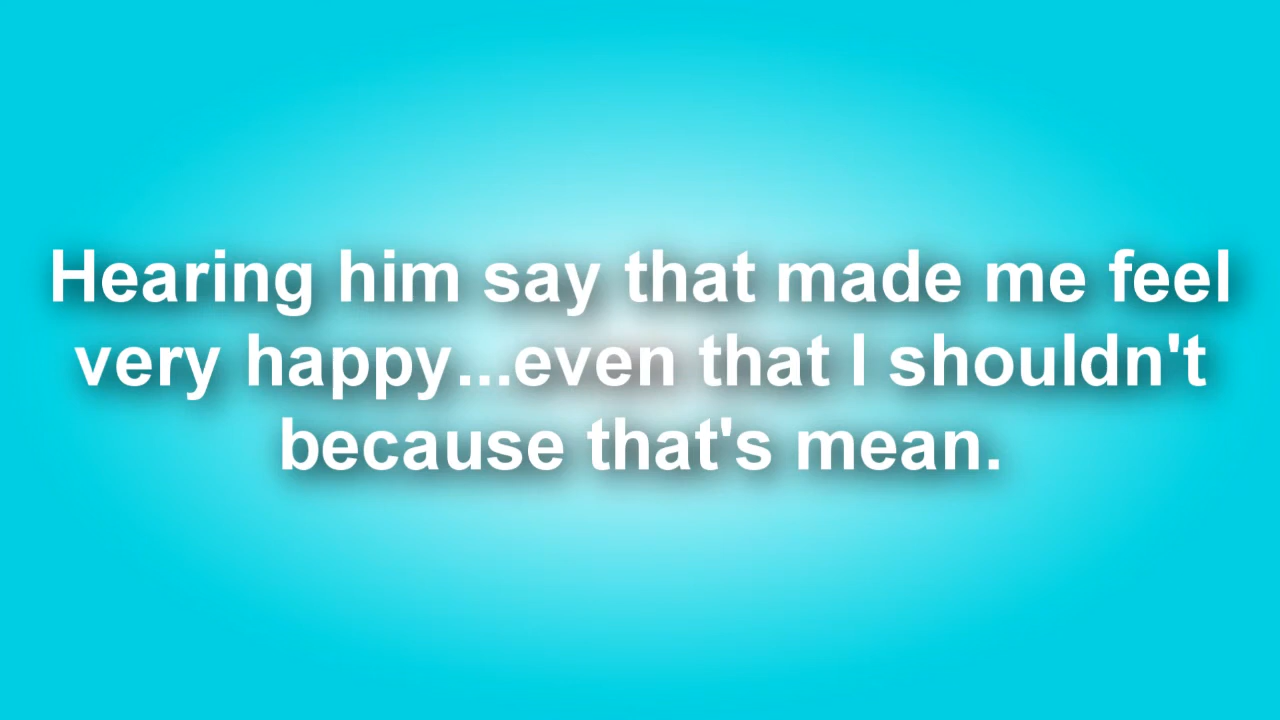 Hearing him say that made me feel
very happy...even that I shouldn't
because that's mean.